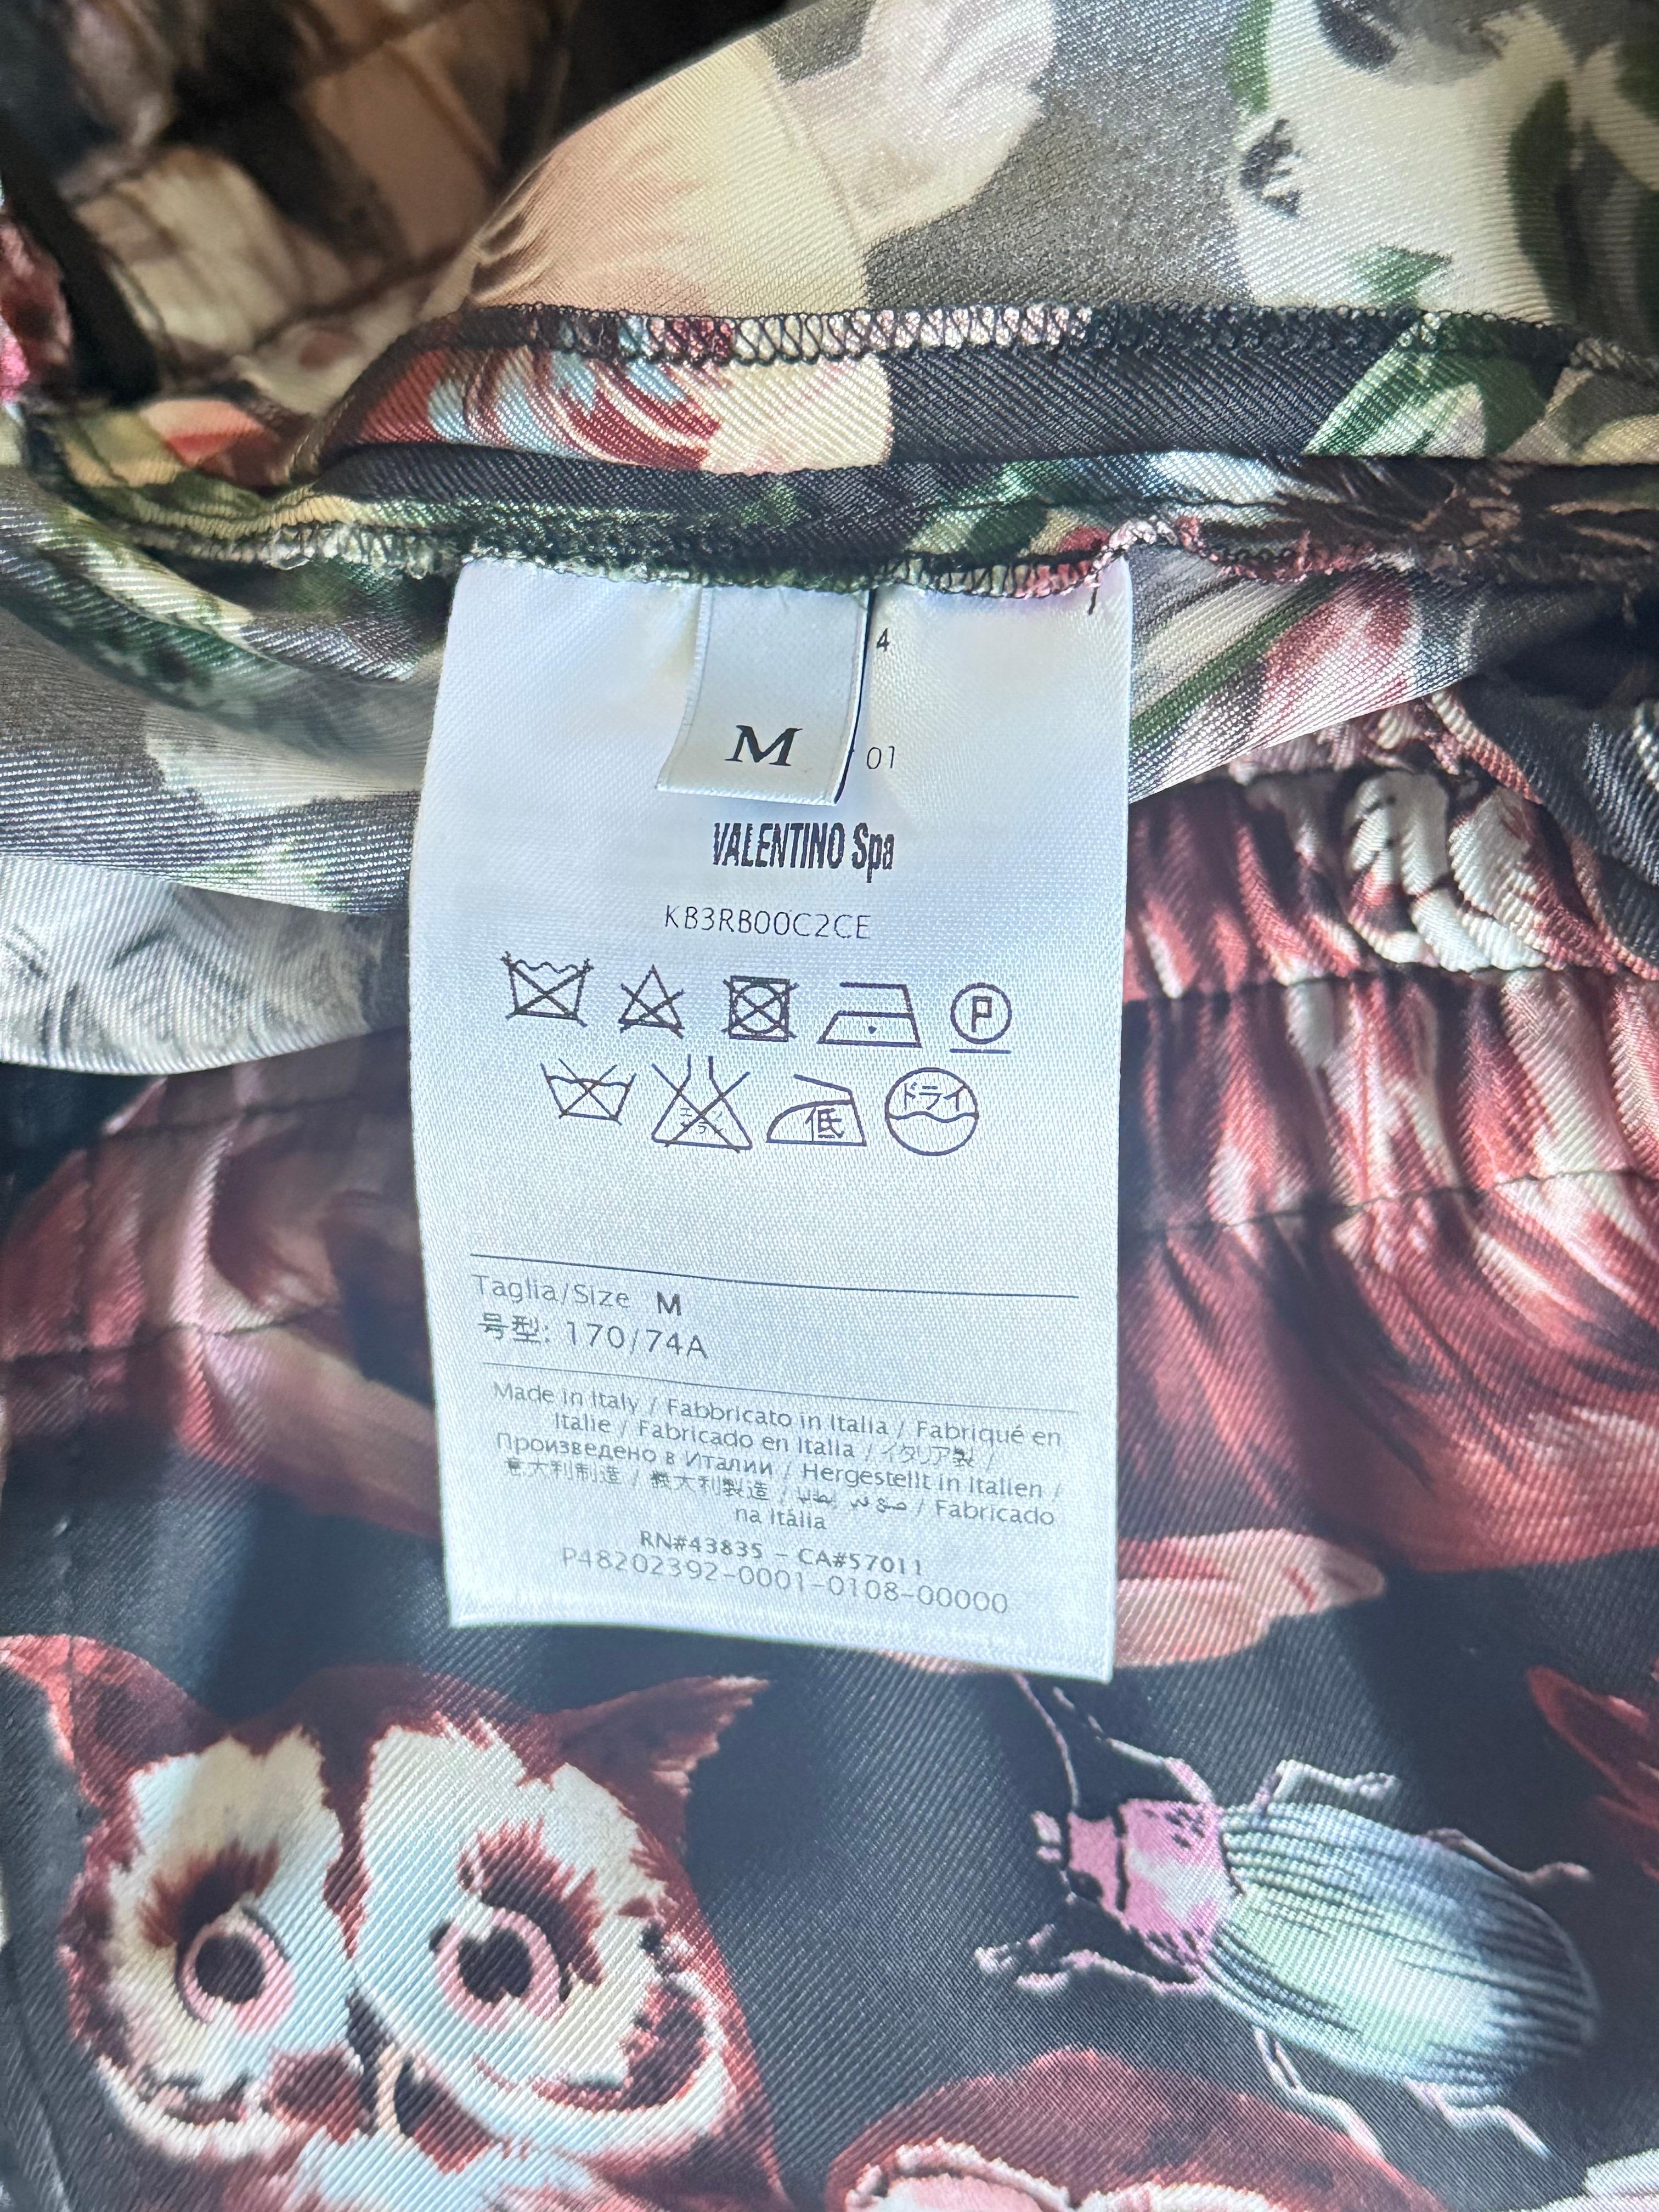 4
M
01
VALENTINO Spa
KB3RB00C2CE
P
ドライ
低
Taglia/Size M
号型: 170/74A
Made in Italy / Fabbricato in Italia / Fabriqué en
Italie / Fabricado en Italia / イタリア製 /
Произведено в Италии / Hergestellt in Italien /
意大利制造 / 義大利製造 / / Fabricado
na Itália
RN#43835 – CA#57011
P48202392-0001-0108-00000